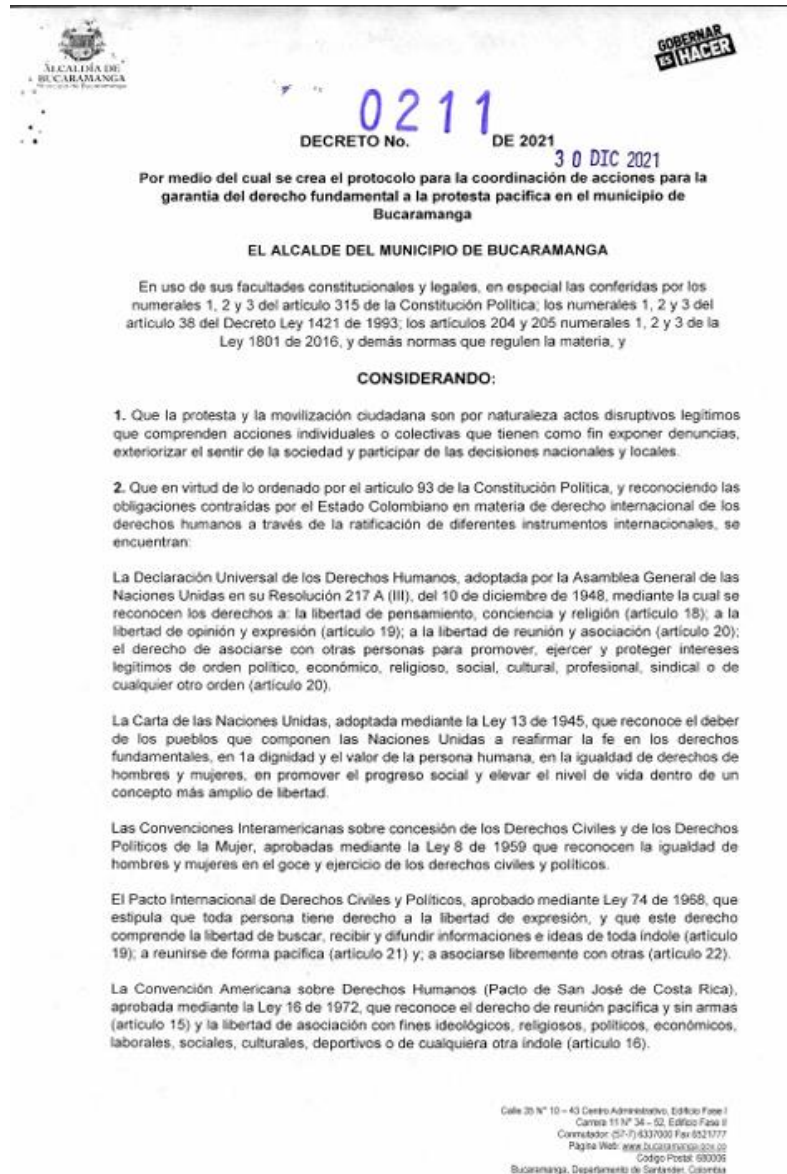 ALCALDÍA DE
BUCARAMANGA
Municipio de Bucaramanga
GOBERNAR
ES HACER
0211
DECRETO No. DE 2021
30 DIC 2021
Por medio del cual se crea el protocolo para la coordinación de acciones para la
garantía del derecho fundamental a la protesta pacifica en el municipio de
Bucaramanga
EL ALCALDE DEL MUNICIPIO DE BUCARAMANGA
En uso de sus facultades constitucionales y legales, en especial las conferidas por los
numerales 1, 2 y 3 del artículo 315 de la Constitución Política; los numerales 1, 2 y 3 del
artículo 38 del Decreto Ley 1421 de 1993; los artículos 204 y 205 numerales 1, 2 y 3 de la
Ley 1801 de 2016, y demás normas que regulen la materia, y
CONSIDERANDO:
1. Que la protesta y la movilización ciudadana son por naturaleza actos disruptivos legítimos
que comprenden acciones individuales o colectivas que tienen como fin exponer denuncias,
exteriorizar el sentir de la sociedad y participar de las decisiones nacionales y locales.
2. Que en virtud de lo ordenado por el artículo 93 de la Constitución Política, y reconociendo las
obligaciones contraídas por el Estado Colombiano en materia de derecho internacional de los
derechos humanos a través de la ratificación de diferentes instrumentos internacionales, se
encuentran:
La Declaración Universal de los Derechos Humanos, adoptada por la Asamblea General de las
Naciones Unidas en su Resolución 217 A (III), del 10 de diciembre de 1948, mediante la cual se
reconocen los derechos a: la libertad de pensamiento, conciencia y religión (artículo 18); a la
libertad de opinión y expresión (artículo 19); a la libertad de reunión y asociación (artículo 20);
el derecho de asociarse con otras personas para promover, ejercer y proteger intereses
legítimos de orden político, económico, religioso, social, cultural, profesional, sindical o de
cualquier otro orden (artículo 20).
La Carta de las Naciones Unidas, adoptada mediante la Ley 13 de 1945, que reconoce el deber
de los pueblos que componen las Naciones Unidas a reafirmar la fe en los derechos
fundamentales, en 1a dignidad y el valor de la persona humana, en la igualdad de derechos de
hombres y mujeres, en promover el progreso social y elevar el nivel de vida dentro de un
concepto más amplio de libertad.
Las Convenciones Interamericanas sobre concesión de los Derechos Civiles y de los Derechos
Políticos de la Mujer, aprobadas mediante la Ley 8 de 1959 que reconocen la igualdad de
hombres y mujeres en el goce y ejercicio de los derechos civiles y políticos.
El Pacto Internacional de Derechos Civiles y Políticos, aprobado mediante Ley 74 de 1968, que
estipula que toda persona tiene derecho a la libertad de expresión, y que este derecho
comprende la libertad de buscar, recibir y difundir informaciones e ideas de toda índole (artículo
19); a reunirse de forma pacífica (artículo 21) y; a asociarse libremente con otras (artículo 22).
La Convención Americana sobre Derechos Humanos (Pacto de San José de Costa Rica),
aprobada mediante la Ley 16 de 1972, que reconoce el derecho de reunión pacífica y sin armas
(artículo 15) y la libertad de asociación con fines ideológicos, religiosos, políticos, económicos,
laborales, sociales, culturales, deportivos o de cualquiera otra índole (artículo 16).
Calle 35 N° 10 – 43 Centro Administrativo, Edificio Fase I
Carrera 11 N° 34 – 52, Edificio Fase II
Conmutador: (57-7) 6337000 Fax 6521777
Página Web: www.bucaramanga.gov.co
Código Postal: 680006
Bucaramanga, Departamento de Santander, Colombia